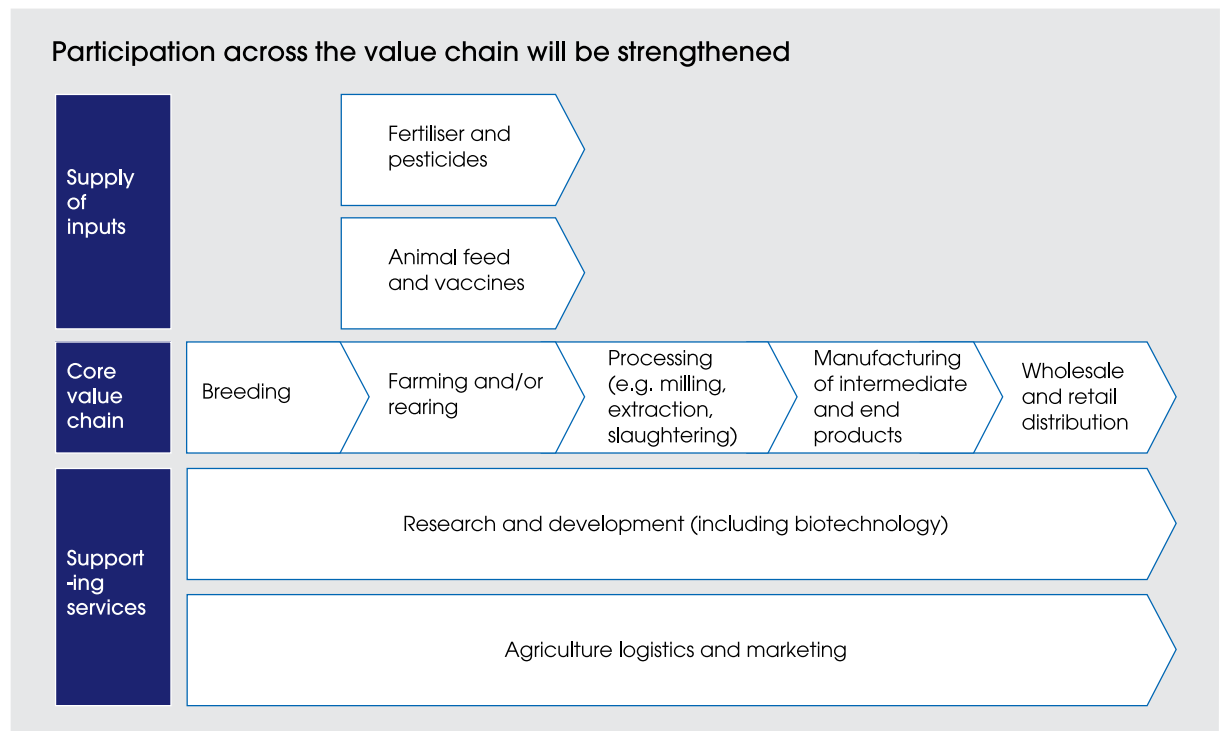 Participation across the value chain will be strengthened
Supply
of
inputs
Fertiliser and
pesticides
Animal feed
and vaccines
Core
value
chain
Breeding
Farming and/or
rearing
Processing
(e.g. milling,
extraction,
slaughtering)
Manufacturing
of intermediate
and end
products
Wholesale
and retail
distribution
Support
-ing
services
Research and development (including biotechnology)
Agriculture logistics and marketing